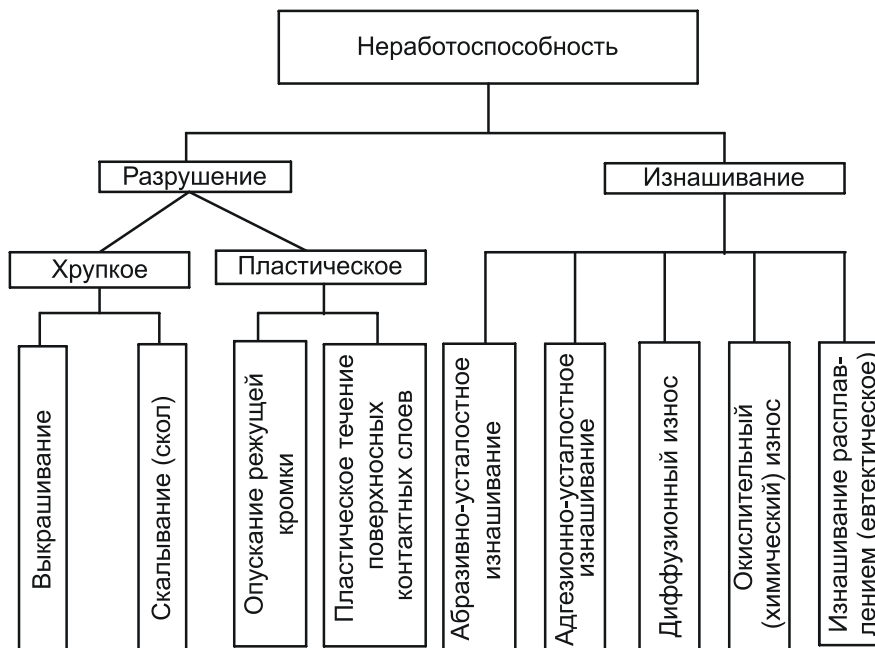 Неработоспособность
Разрушение
Изнашивание
Хрупкое
Пластическое
Выкрашивание
Скалывание (скол)
Опускание режущей
кромки
Пластическое течение
поверхносных
контактных слоев
Абразивно-усталостное
изнашивание
Адгезионно-усталостное
изнашивание
Диффузионный износ
Окислительный
(химический) износ
Изнашивание расплав-
лением (евтектическое)